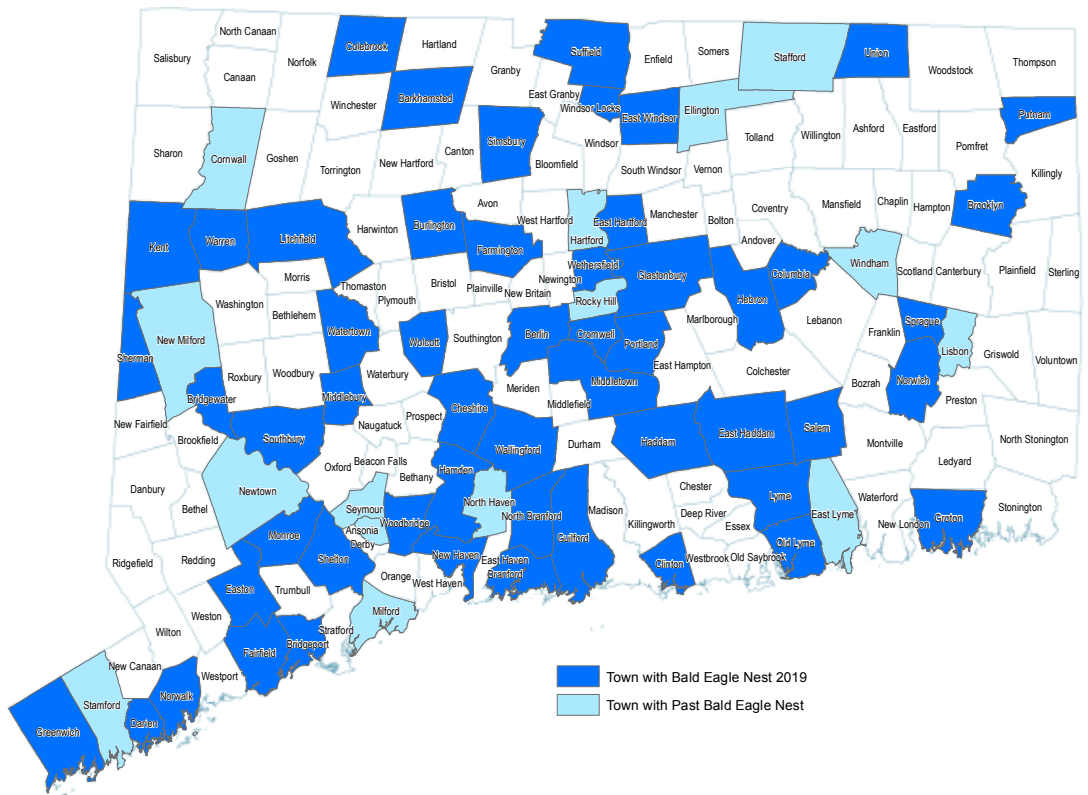 North Canaan
Colebrook
Hartland
Suffield
Enfield
Somers
Stafford
Union
Woodstock
Thompson
Salisbury
Canaan
Norfolk
Granby
Winchester
Barkhamsted
East Granby
Windsor Locks
East Windsor
Ellington
Putnam
Sharon
Cornwall
Goshen
Torrington
New Hartford
Canton
Simsbury
Bloomfield
Windsor
South Windsor
Vernon
Tolland
Willington
Ashford
Eastford
Pomfret
Killingly
Kent
Warren
Litchfield
Harwinton
Burlington
Avon
Farmington
West Hartford
Hartford
East Hartford
Manchester
Bolton
Coventry
Andover
Mansfield
Chaplin
Hampton
Brooklyn
Wethersfield
Glastonbury
Hebron
Columbia
Windham
Scotland
Canterbury
Plainfield
Sterling
Washington
Morris
Thomaston
Plymouth
Bristol
Plainville
New Britain
Newington
Rocky Hill
New Milford
Bethlehem
Watertown
Wolcott
Southington
Berlin
Cromwell
Portland
Marlborough
Lebanon
Franklin
Sprague
Lisbon
Griswold
Voluntown
Sherman
Bridgewater
Roxbury
Woodbury
Middlebury
Waterbury
Cheshire
Meriden
Middletown
Middlefield
East Hampton
Colchester
Bozrah
Norwich
Preston
New Fairfield
Brookfield
Southbury
Naugatuck
Prospect
Wallingford
Durham
Haddam
East Haddam
Salem
Montville
Ledyard
North Stonington
Danbury
Bethel
Newtown
Oxford
Beacon Falls
Bethany
Hamden
North Haven
North Branford
Seymour
Ansonia
Derby
Woodbridge
Guilford
Madison
Killingworth
Chester
Deep River
Essex
Lyme
East Lyme
Waterford
New London
Groton
Stonington
Ridgefield
Redding
Monroe
Shelton
Orange
West Haven
New Haven
East Haven
Branford
Clinton
Westbrook
Old Saybrook
Old Lyme
Easton
Trumbull
Milford
Stratford
Weston
Wilton
Fairfield
Bridgeport
New Canaan
Westport
Norwalk
Stamford
Darien
Greenwich
Town with Bald Eagle Nest 2019
Town with Past Bald Eagle Nest